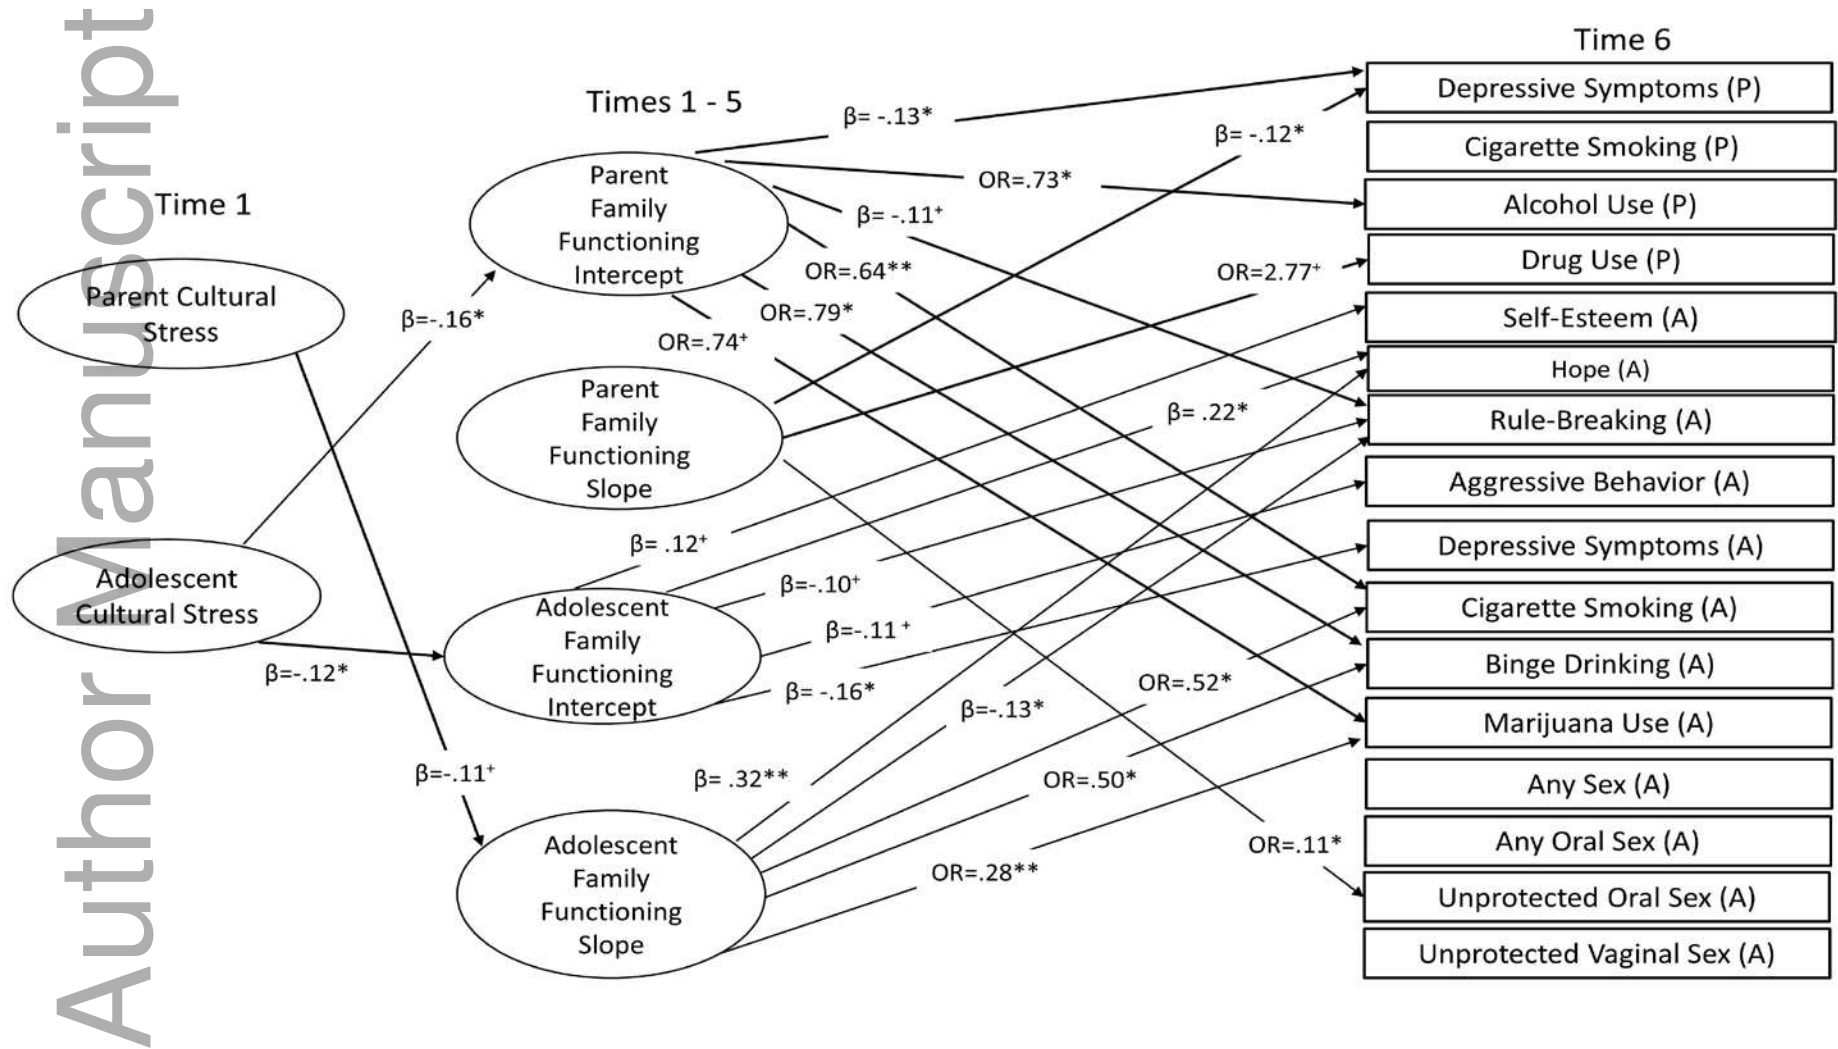 Author Manuscript
Time 1
Parent Cultural
Stress
Adolescent
Cultural Stress
β=-.16*
β=-.12*
β=-.11⁺
Times 1 - 5
Parent
Family
Functioning
Intercept
Parent
Family
Functioning
Slope
Adolescent
Family
Functioning
Intercept
Adolescent
Family
Functioning
Slope
β= -.13*
OR=.73*
β= -.11⁺
OR=.64**
OR=.79*
OR=.74⁺
β= -.12*
OR=2.77⁺
OR=.11*
β= .12⁺
β= .22*
β=-.10⁺
β=-.11 ⁺
β= -.16*
β= .32**
β=-.13*
OR=.52*
OR=.50*
OR=.28**
Time 6
Depressive Symptoms (P)
Cigarette Smoking (P)
Alcohol Use (P)
Drug Use (P)
Self-Esteem (A)
Hope (A)
Rule-Breaking (A)
Aggressive Behavior (A)
Depressive Symptoms (A)
Cigarette Smoking (A)
Binge Drinking (A)
Marijuana Use (A)
Any Sex (A)
Any Oral Sex (A)
Unprotected Oral Sex (A)
Unprotected Vaginal Sex (A)